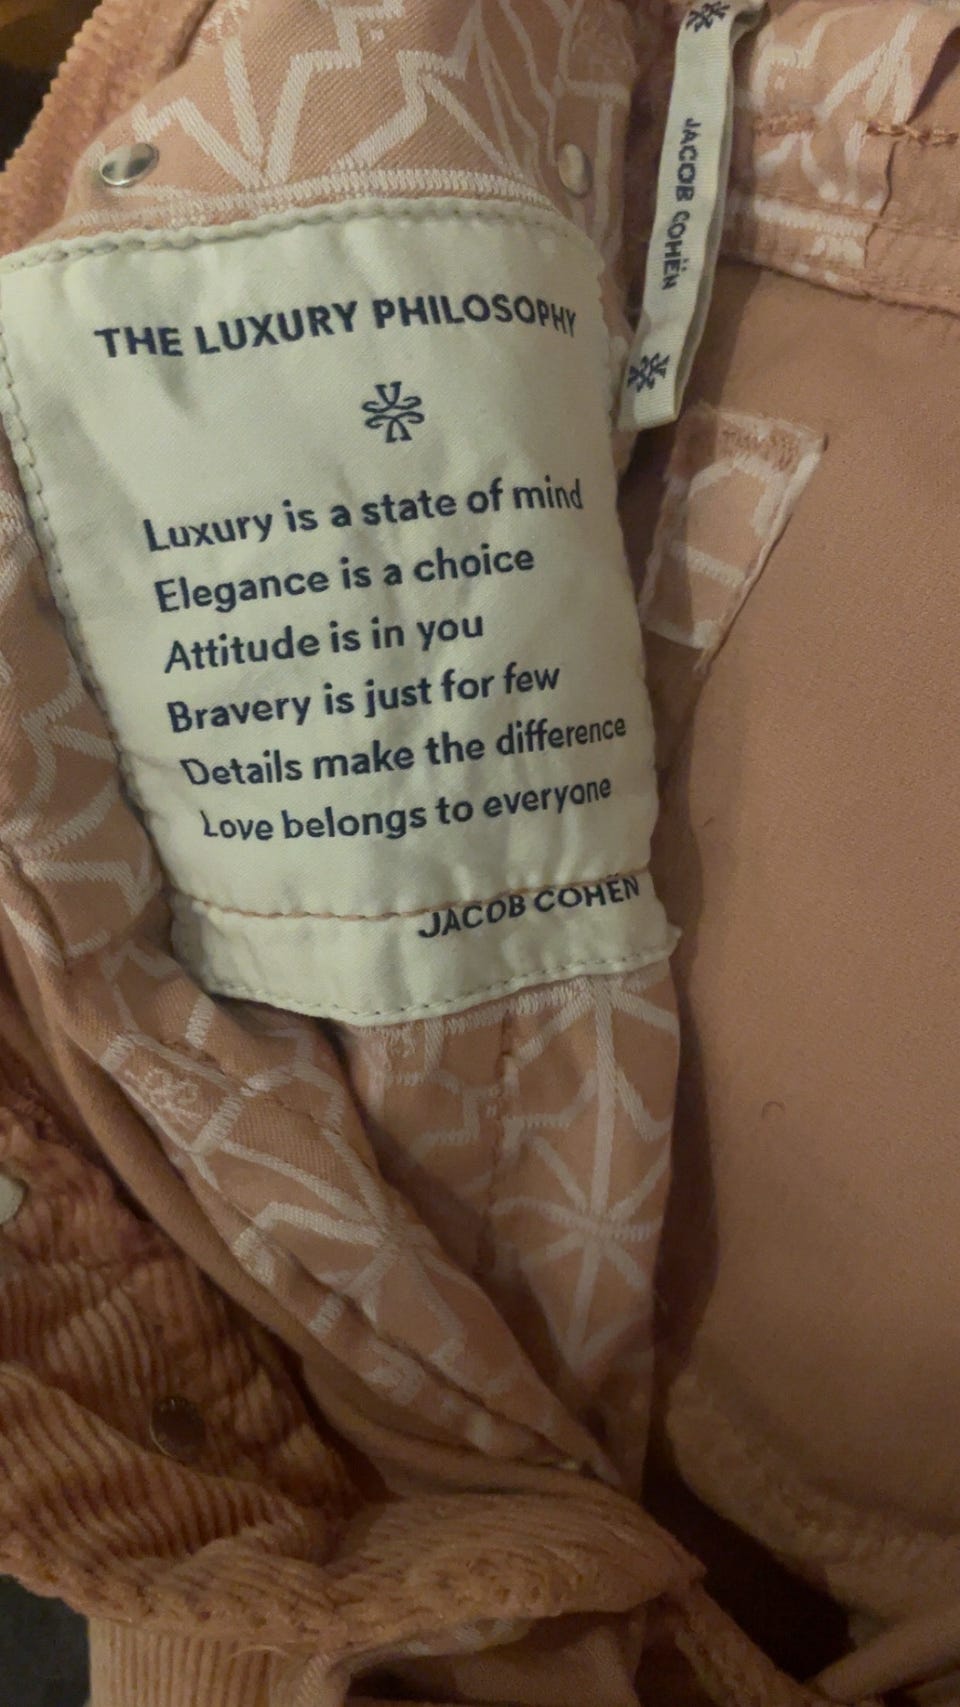 THE LUXURY PHILOSOPHY
Luxury is a state of mind
Elegance is a choice
Attitude is in you
Bravery is just for few
Details make the difference
Love belongs to everyone
JACOB COHËN
JACOB COHËN